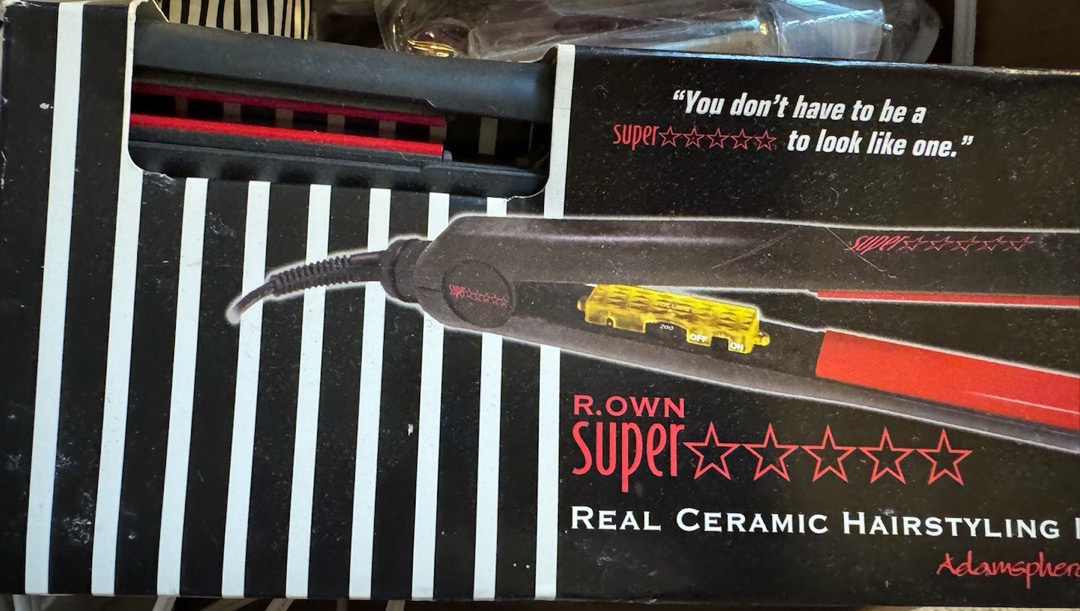 “You don’t have to be a
super☆☆☆☆☆ to look like one.”
super☆☆☆☆☆
super☆☆☆☆☆
200
OFF
ON
R.OWN
super☆☆☆☆☆
REAL CERAMIC HAIRSTYLING
Adamsphere